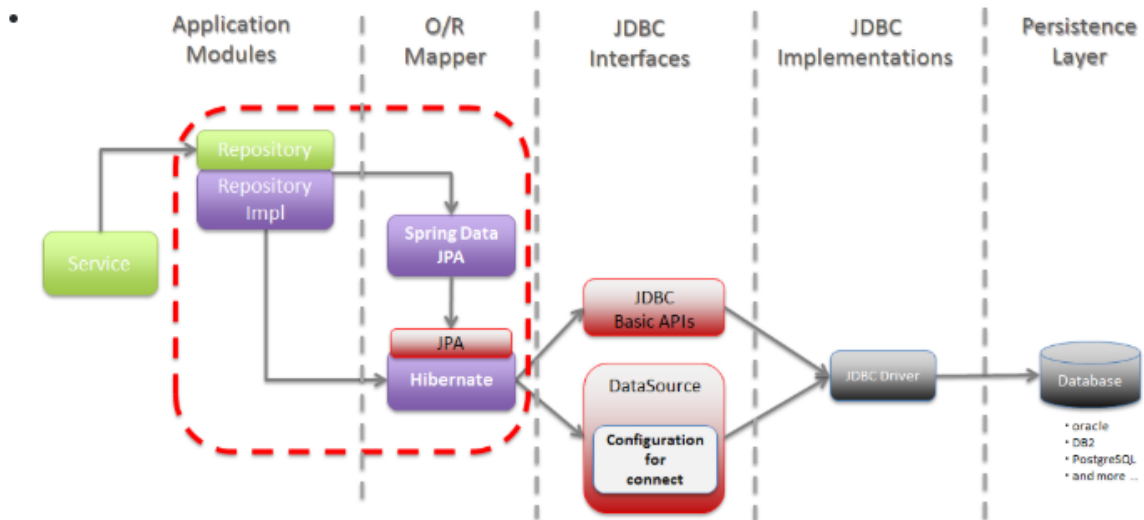 Application
Modules
O/R
Mapper
JDBC
Interfaces
JDBC
Implementations
Persistence
Layer
Repository
Repository
Impl
Service
Spring Data
JPA
JPA
Hibernate
JDBC
Basic APIs
DataSource
Configuration
for
connect
JDBC Driver
Database
• oracle
• DB2
• PostgreSQL
• and more ...